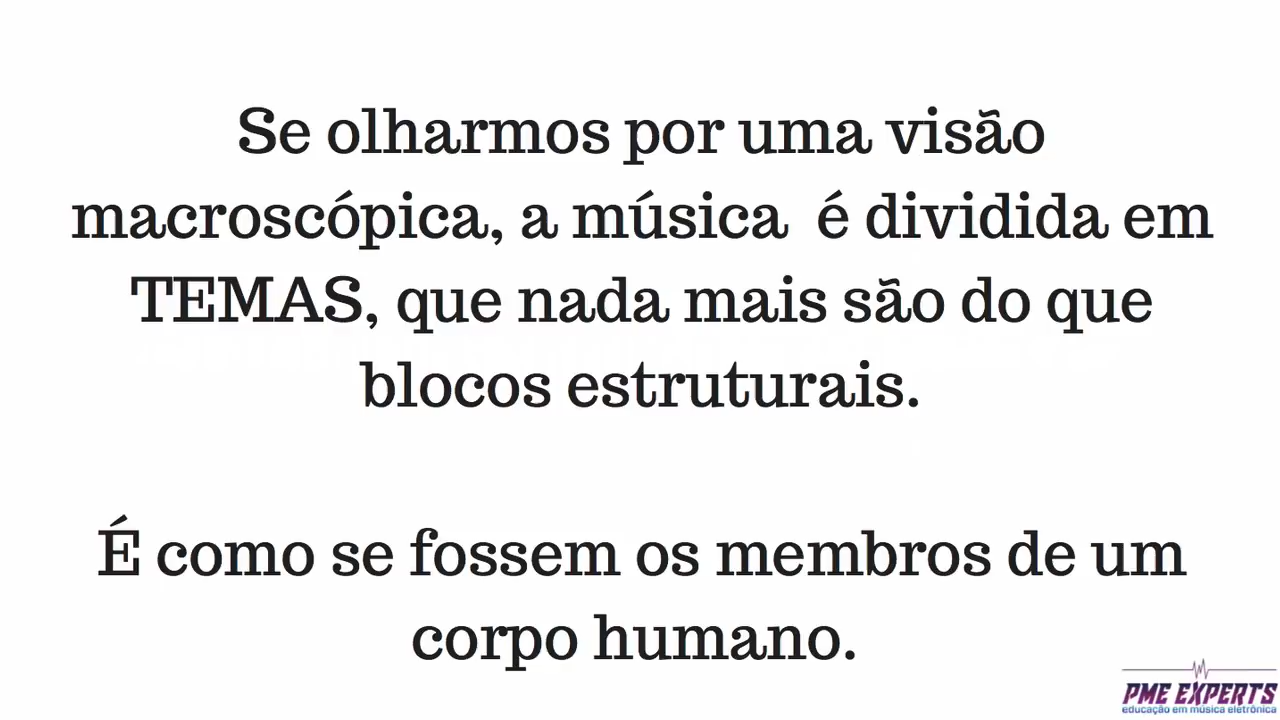 Se olharmos por uma visão
macroscópica, a música é dividida em
TEMAS, que nada mais são do que
blocos estruturais.
É como se fossem os membros de um
corpo humano.
PME EXPERTS
educação em música eletrônica